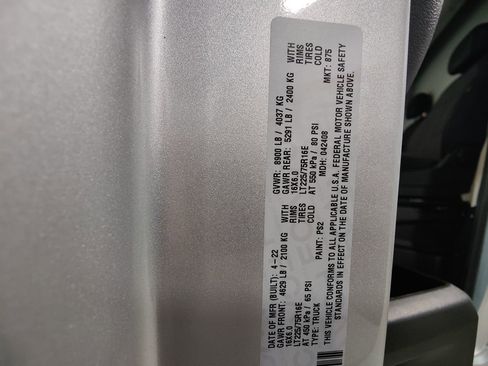 DATE OF MFR (BUILT): 4-22 GVWR: 8900 LB / 4037 KG
GAWR FRONT: 4629 LB / 2100 KG WITH GAWR REAR: 5291 LB / 2400 KG WITH
16X6.0 RIMS 16X6.0 RIMS
LT225/75R16E TIRES LT225/75R16E TIRES
AT 450 kPa / 65 PSI COLD AT 550 kPa / 80 PSI COLD
TYPE: TRUCK PAINT: PS2 MDH: 042408 MKT: 875
THIS VEHICLE CONFORMS TO ALL APPLICABLE U.S.A. FEDERAL MOTOR VEHICLE SAFETY
STANDARDS IN EFFECT ON THE DATE OF MANUFACTURE SHOWN ABOVE.